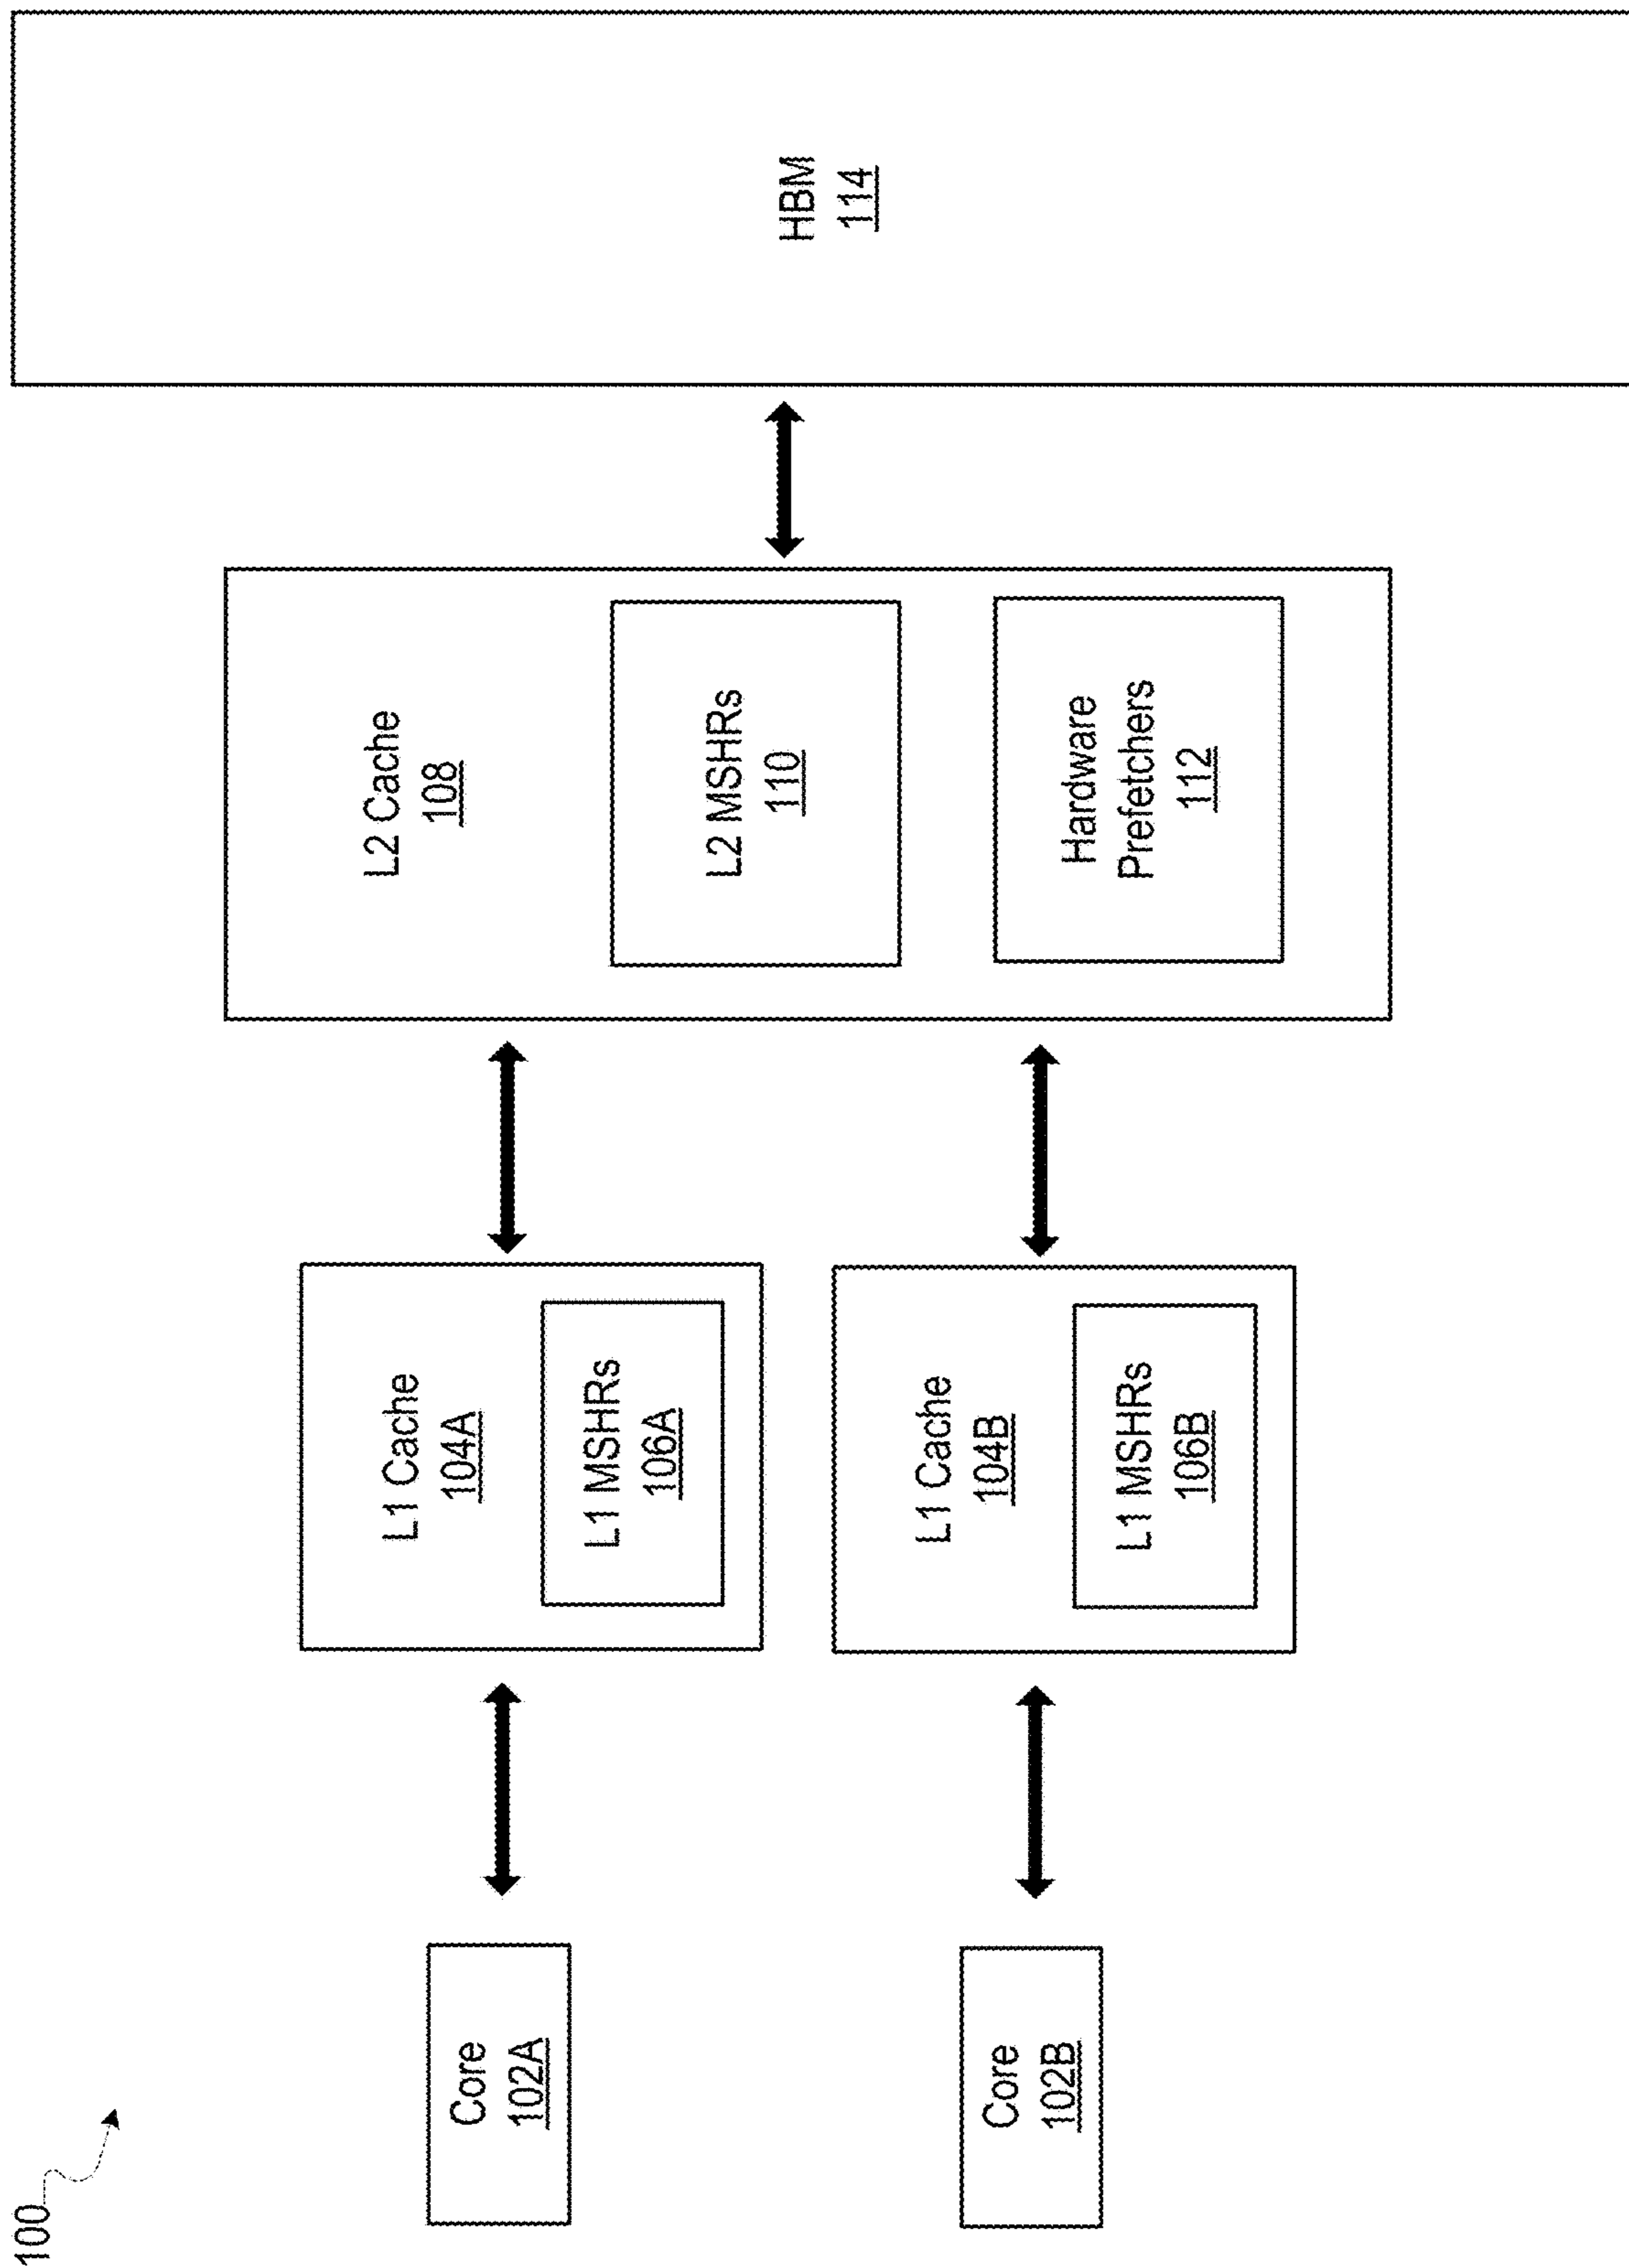 100
Core
102A
L1 Cache
104A
L1 MSHRs
106A
Core
102B
L1 Cache
104B
L1 MSHRs
106B
L2 Cache
108
L2 MSHRs
110
Hardware
Prefetchers
112
HBM
114